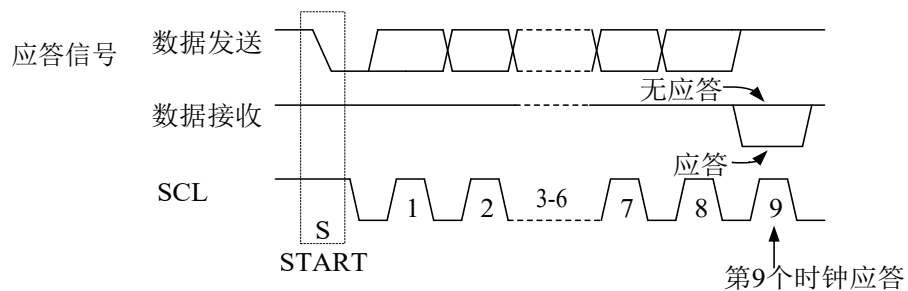 应答信号
数据发送
无应答
数据接收
应答
SCL
1 2 3-6 7 8 9
S
START
第9个时钟应答